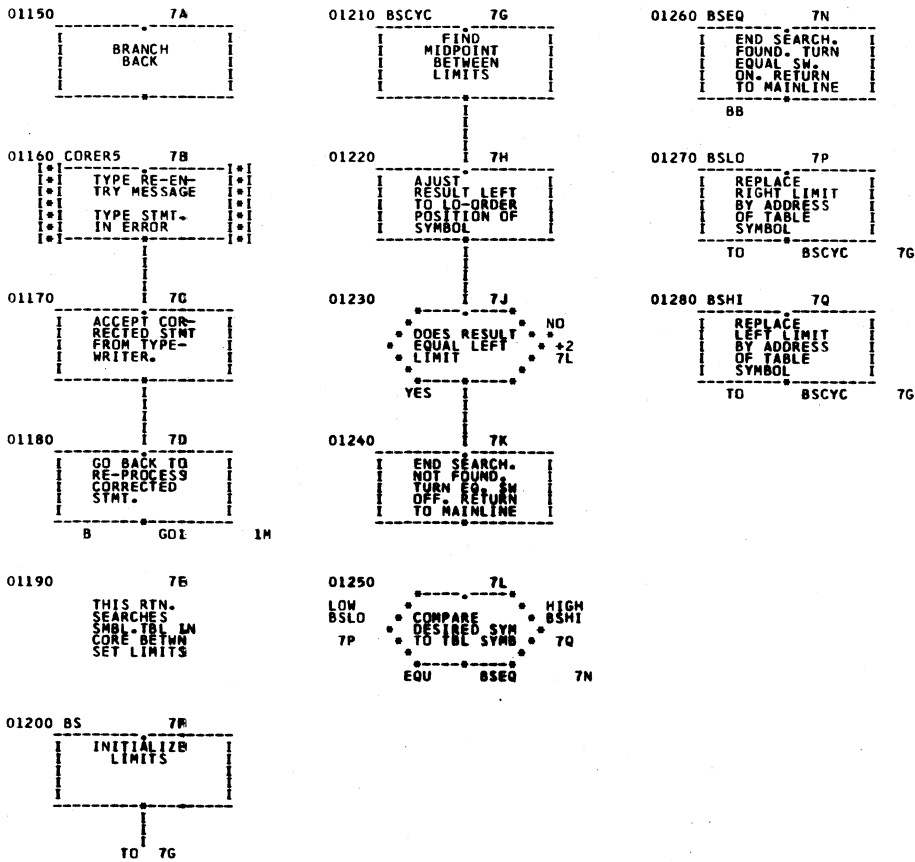 01150 7A
BRANCH
BACK
01160 CORER5 7B
TYPE RE-EN-
TRY MESSAGE
TYPE STMT.
IN ERROR
01170 7C
ACCEPT COR-
RECTED STMT
FROM TYPE-
WRITER.
01180 7D
GO BACK TO
RE-PROCESS
CORRECTED
STMT.
B GO1 1M
01190 7E
THIS RTN.
SEARCHES
SMBL.TBL IN
CORE BETWN
SET LIMITS
01200 BS 7F
INITIALIZE
LIMITS
TO 7G
01210 BSCYC 7G
FIND
MIDPOINT
BETWEEN
LIMITS
01220 7H
AJUST
RESULT LEFT
TO LO-ORDER
POSITION OF
SYMBOL
01230 7J
DOES RESULT
EQUAL LEFT
LIMIT
NO
+2
7L
YES
01240 7K
END SEARCH.
NOT FOUND.
TURN EQ. SW
OFF. RETURN
TO MAINLINE
01250 7L
LOW
BSLO
7P
COMPARE
DESIRED SYM
TO TBL SYMB
HIGH
BSHI
7Q
EQU BSEQ 7N
01260 BSEQ 7N
END SEARCH.
FOUND. TURN
EQUAL SW.
ON. RETURN
TO MAINLINE
BB
01270 BSLO 7P
REPLACE
RIGHT LIMIT
BY ADDRESS
OF TABLE
SYMBOL
TO BSCYC 7G
01280 BSHI 7Q
REPLACE
LEFT LIMIT
BY ADDRESS
OF TABLE
SYMBOL
TO BSCYC 7G